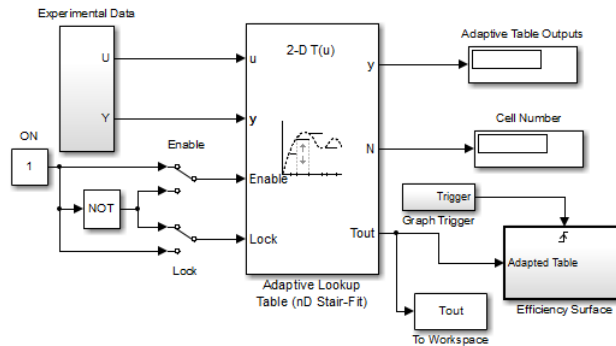 Experimental Data
U
Y
ON
1
NOT
Enable
Lock
2-D T(u)
u
y
Enable
Lock
y
N
Tout
Adaptive Lookup
Table (nD Stair-Fit)
Adaptive Table Outputs
Cell Number
Trigger
Graph Trigger
Adapted Table
Efficiency Surface
Tout
To Workspace